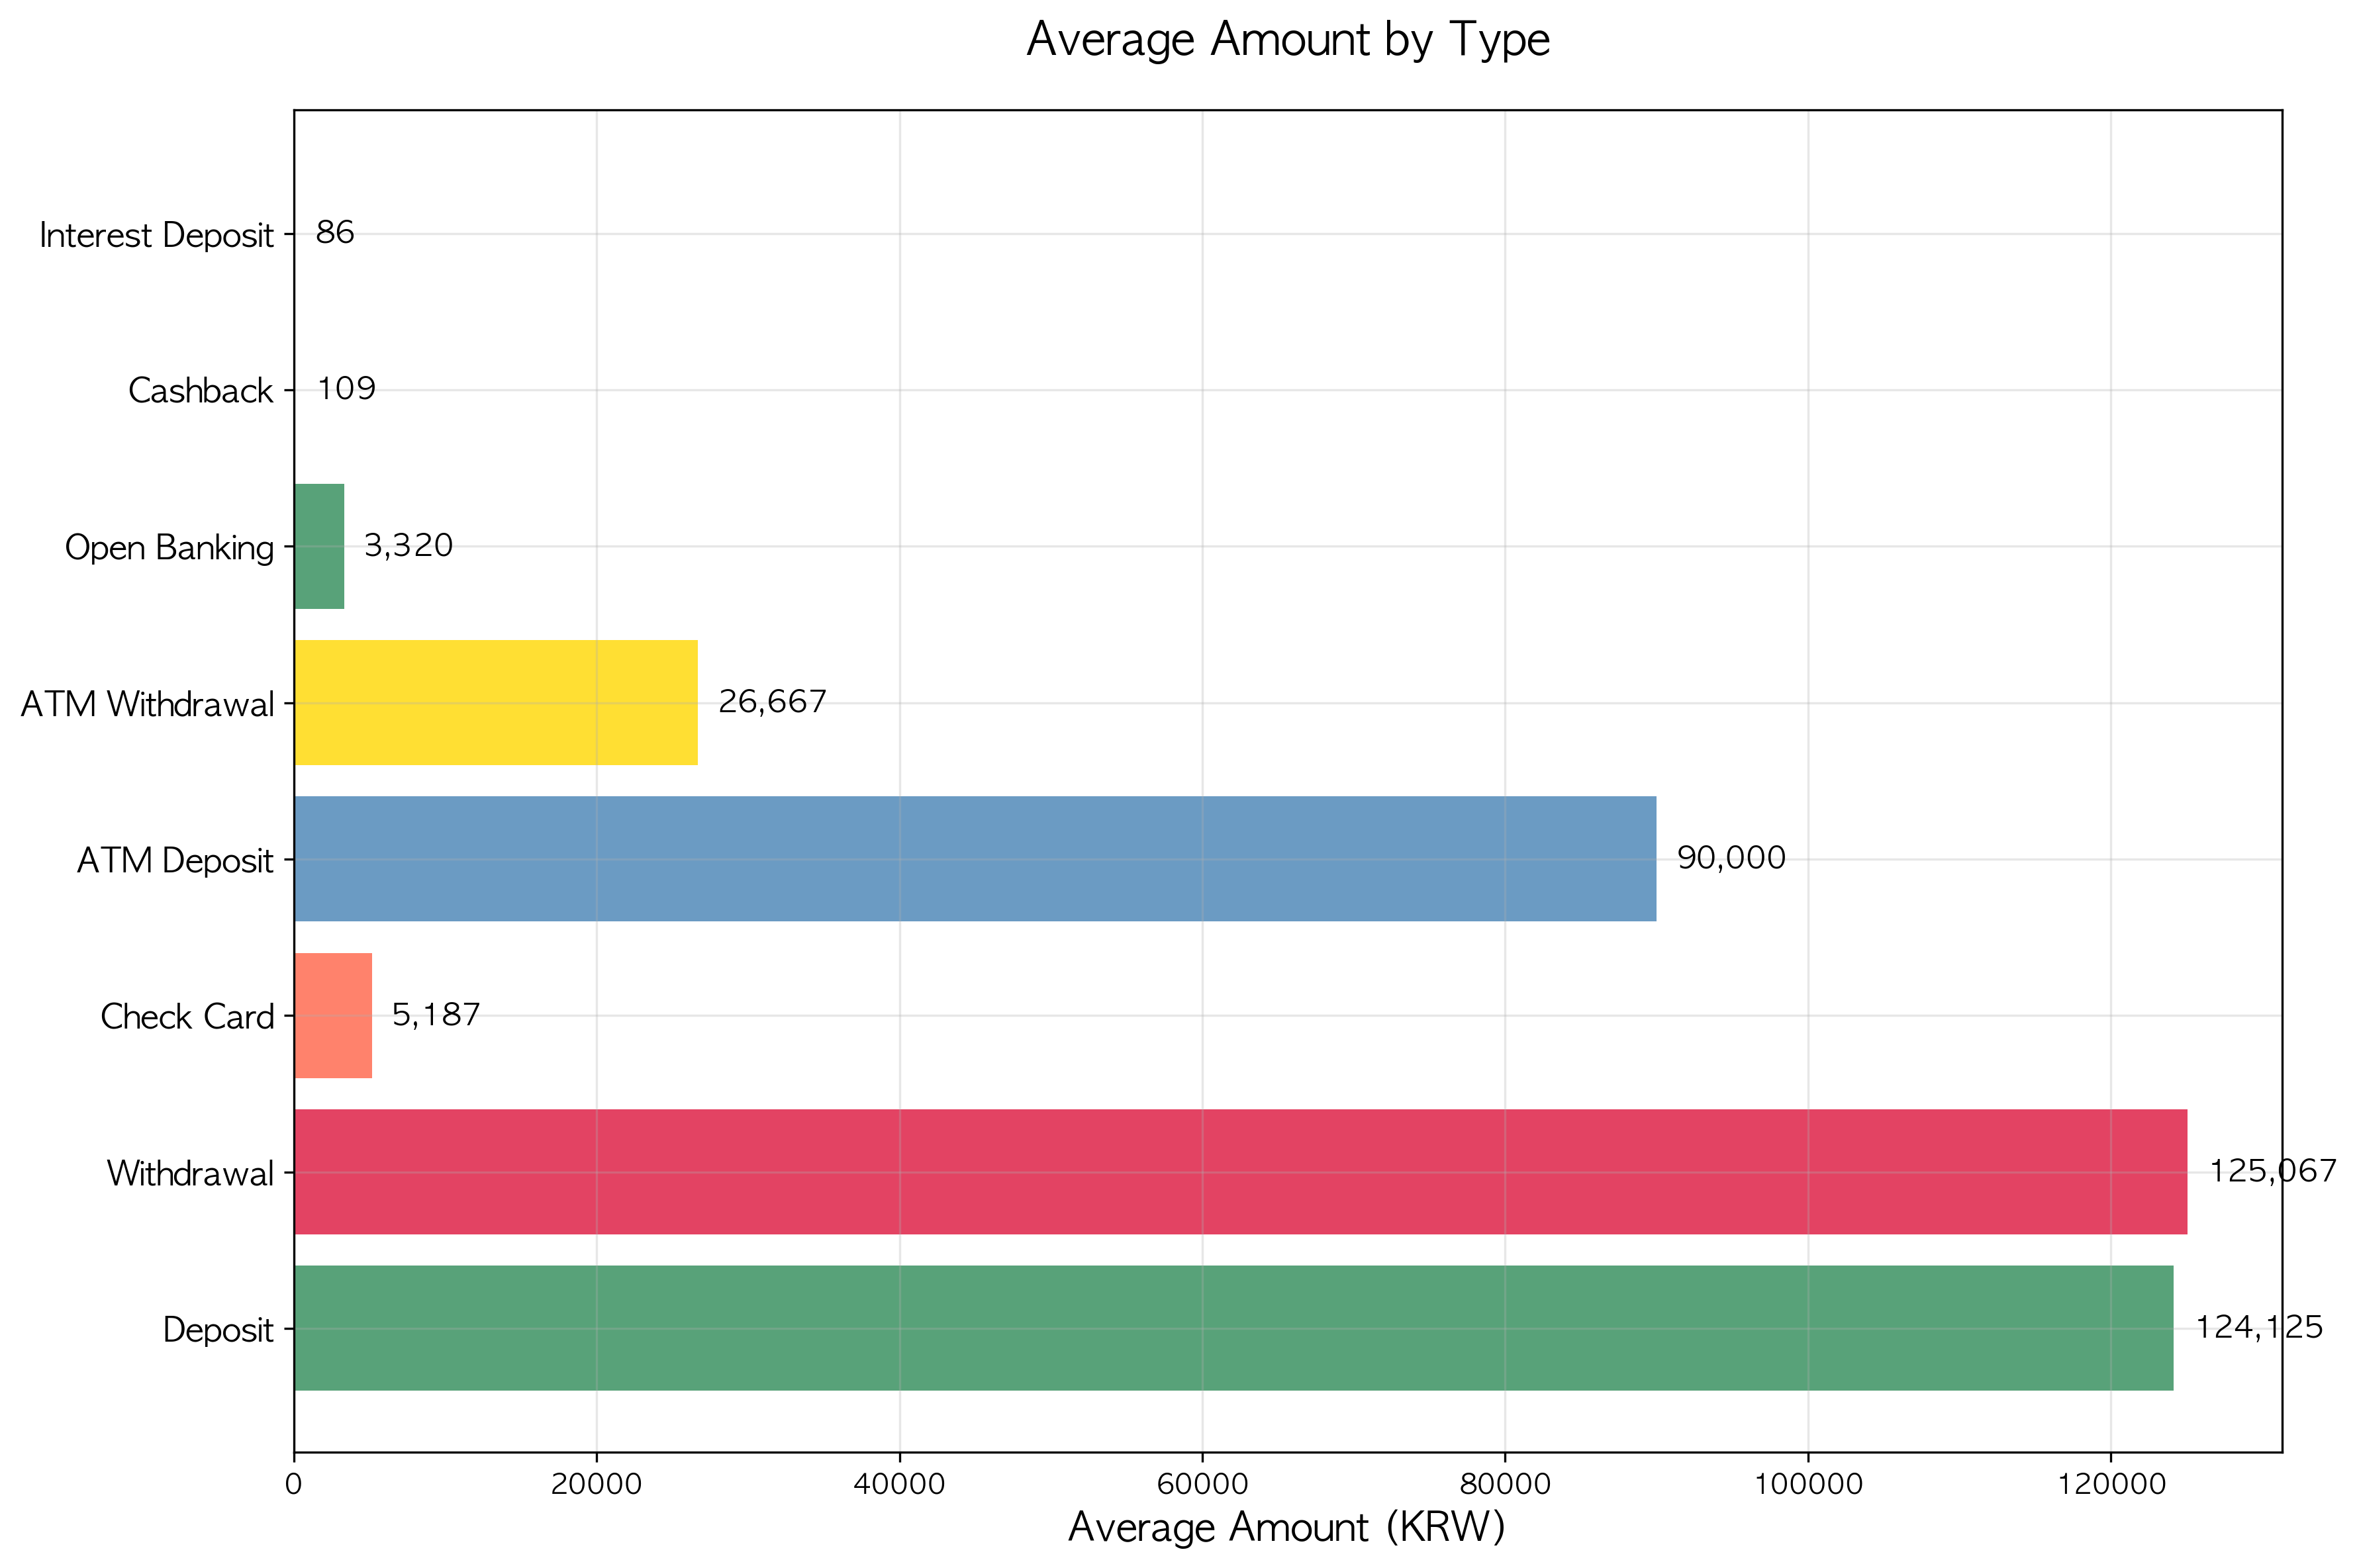 Average Amount by Type
Interest Deposit 86
Cashback 109
Open Banking 3,320
ATM Withdrawal 26,667
ATM Deposit 90,000
Check Card 5,187
Withdrawal 125,067
Deposit 124,125
0 20000 40000 60000 80000 100000 120000
Average Amount (KRW)